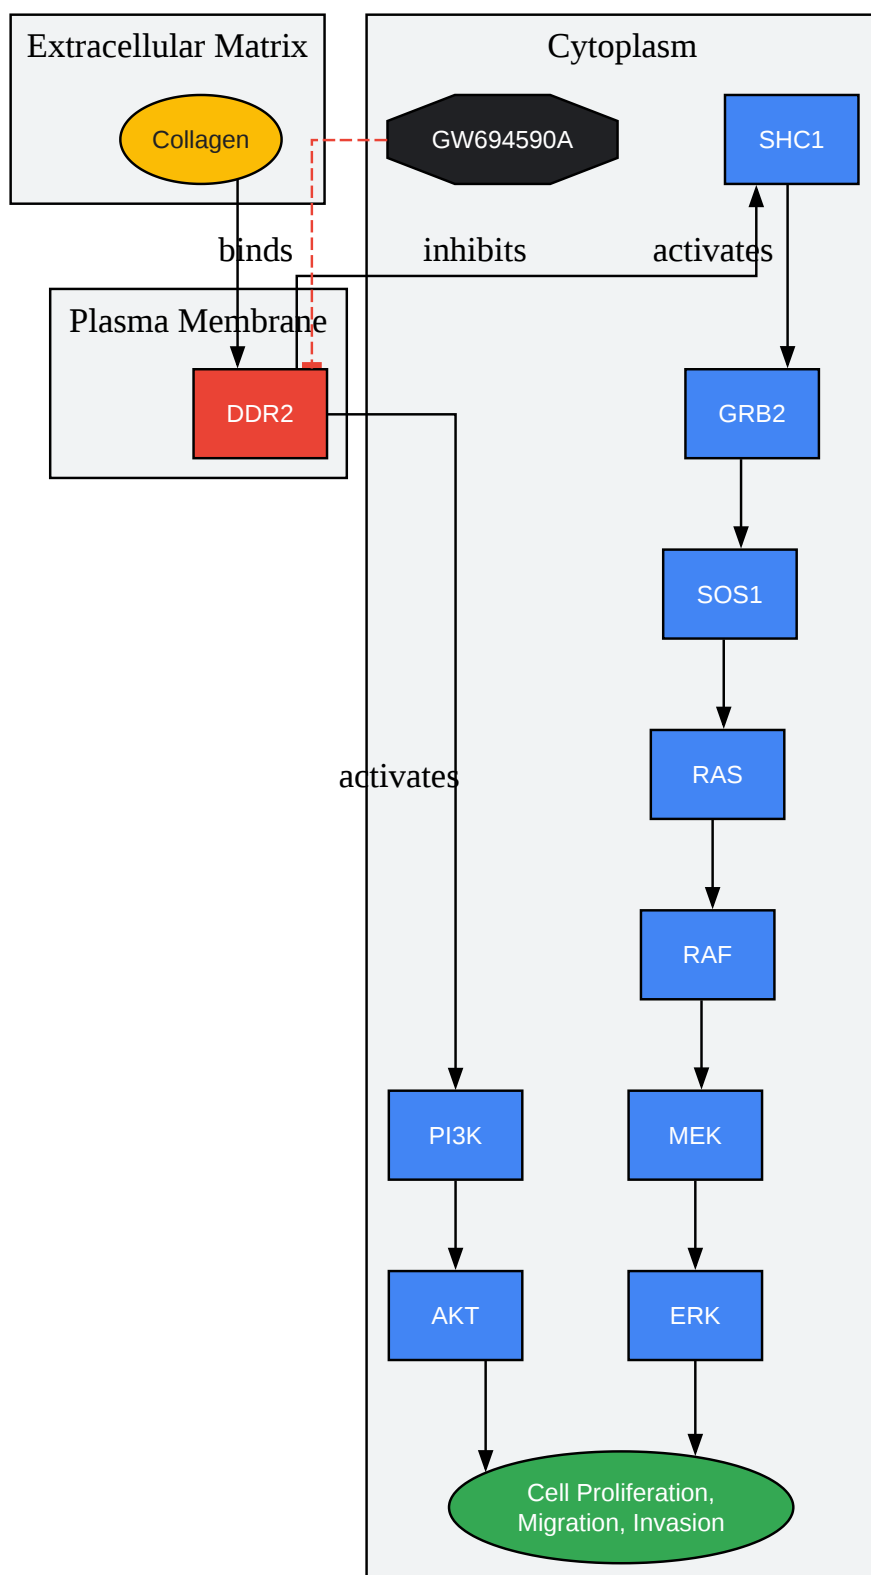 Extracellular Matrix
Cytoplasm
Collagen
GW694590A
SHC1
binds
inhibits
activates
Plasma Membrane
DDR2
GRB2
SOS1
activates
RAS
RAF
PI3K
MEK
AKT
ERK
Cell Proliferation,
Migration, Invasion